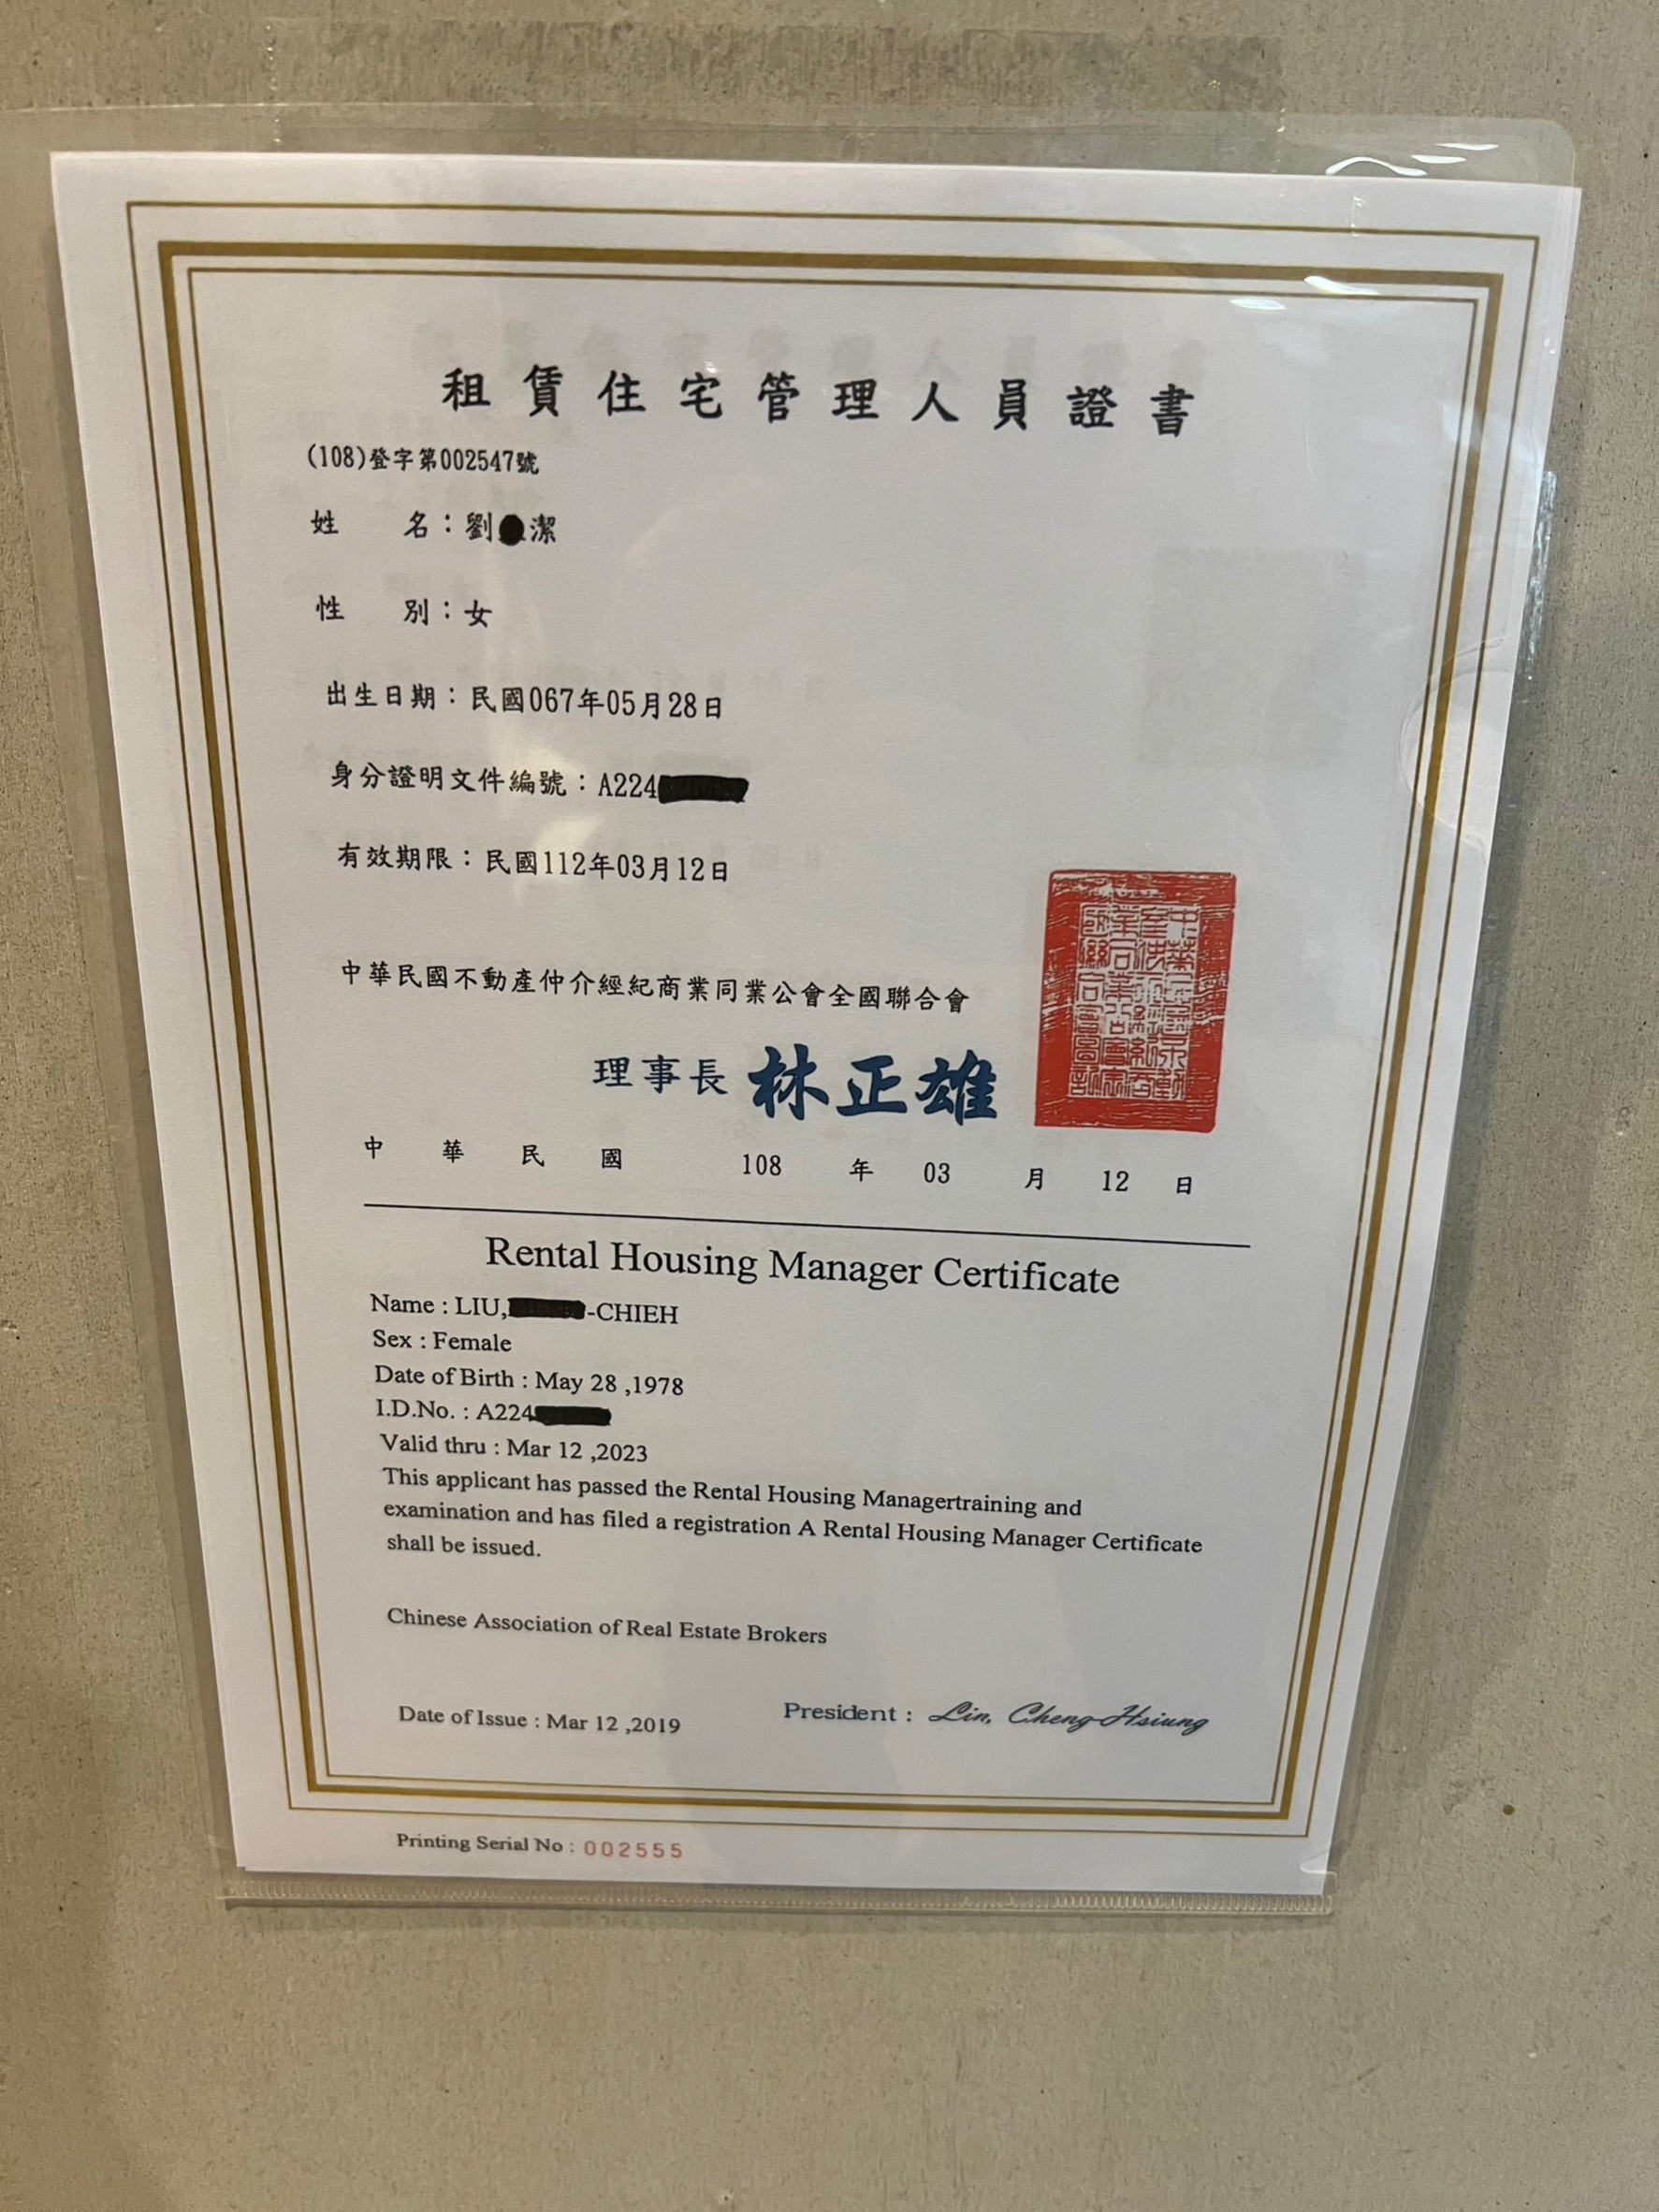 租賃住宅管理人員證書
(108)登字第002547號
姓 名：劉 潔
性 別：女
出生日期：民國067年05月28日
身分證明文件編號：A224
有效期限：民國112年03月12日
中華民國不動產仲介經紀商業同業公會全國聯合會
理事長 林正雄
中 華 民 國 108 年 03 月 12 日
Rental Housing Manager Certificate
Name : LIU, -CHIEH
Sex : Female
Date of Birth : May 28 ,1978
I.D.No. : A224
Valid thru : Mar 12 ,2023
This applicant has passed the Rental Housing Managertraining and
examination and has filed a registration A Rental Housing Manager Certificate
shall be issued.
Chinese Association of Real Estate Brokers
Date of Issue : Mar 12 ,2019 President : Lin, Cheng-Hsiung
Printing Serial No : 002555